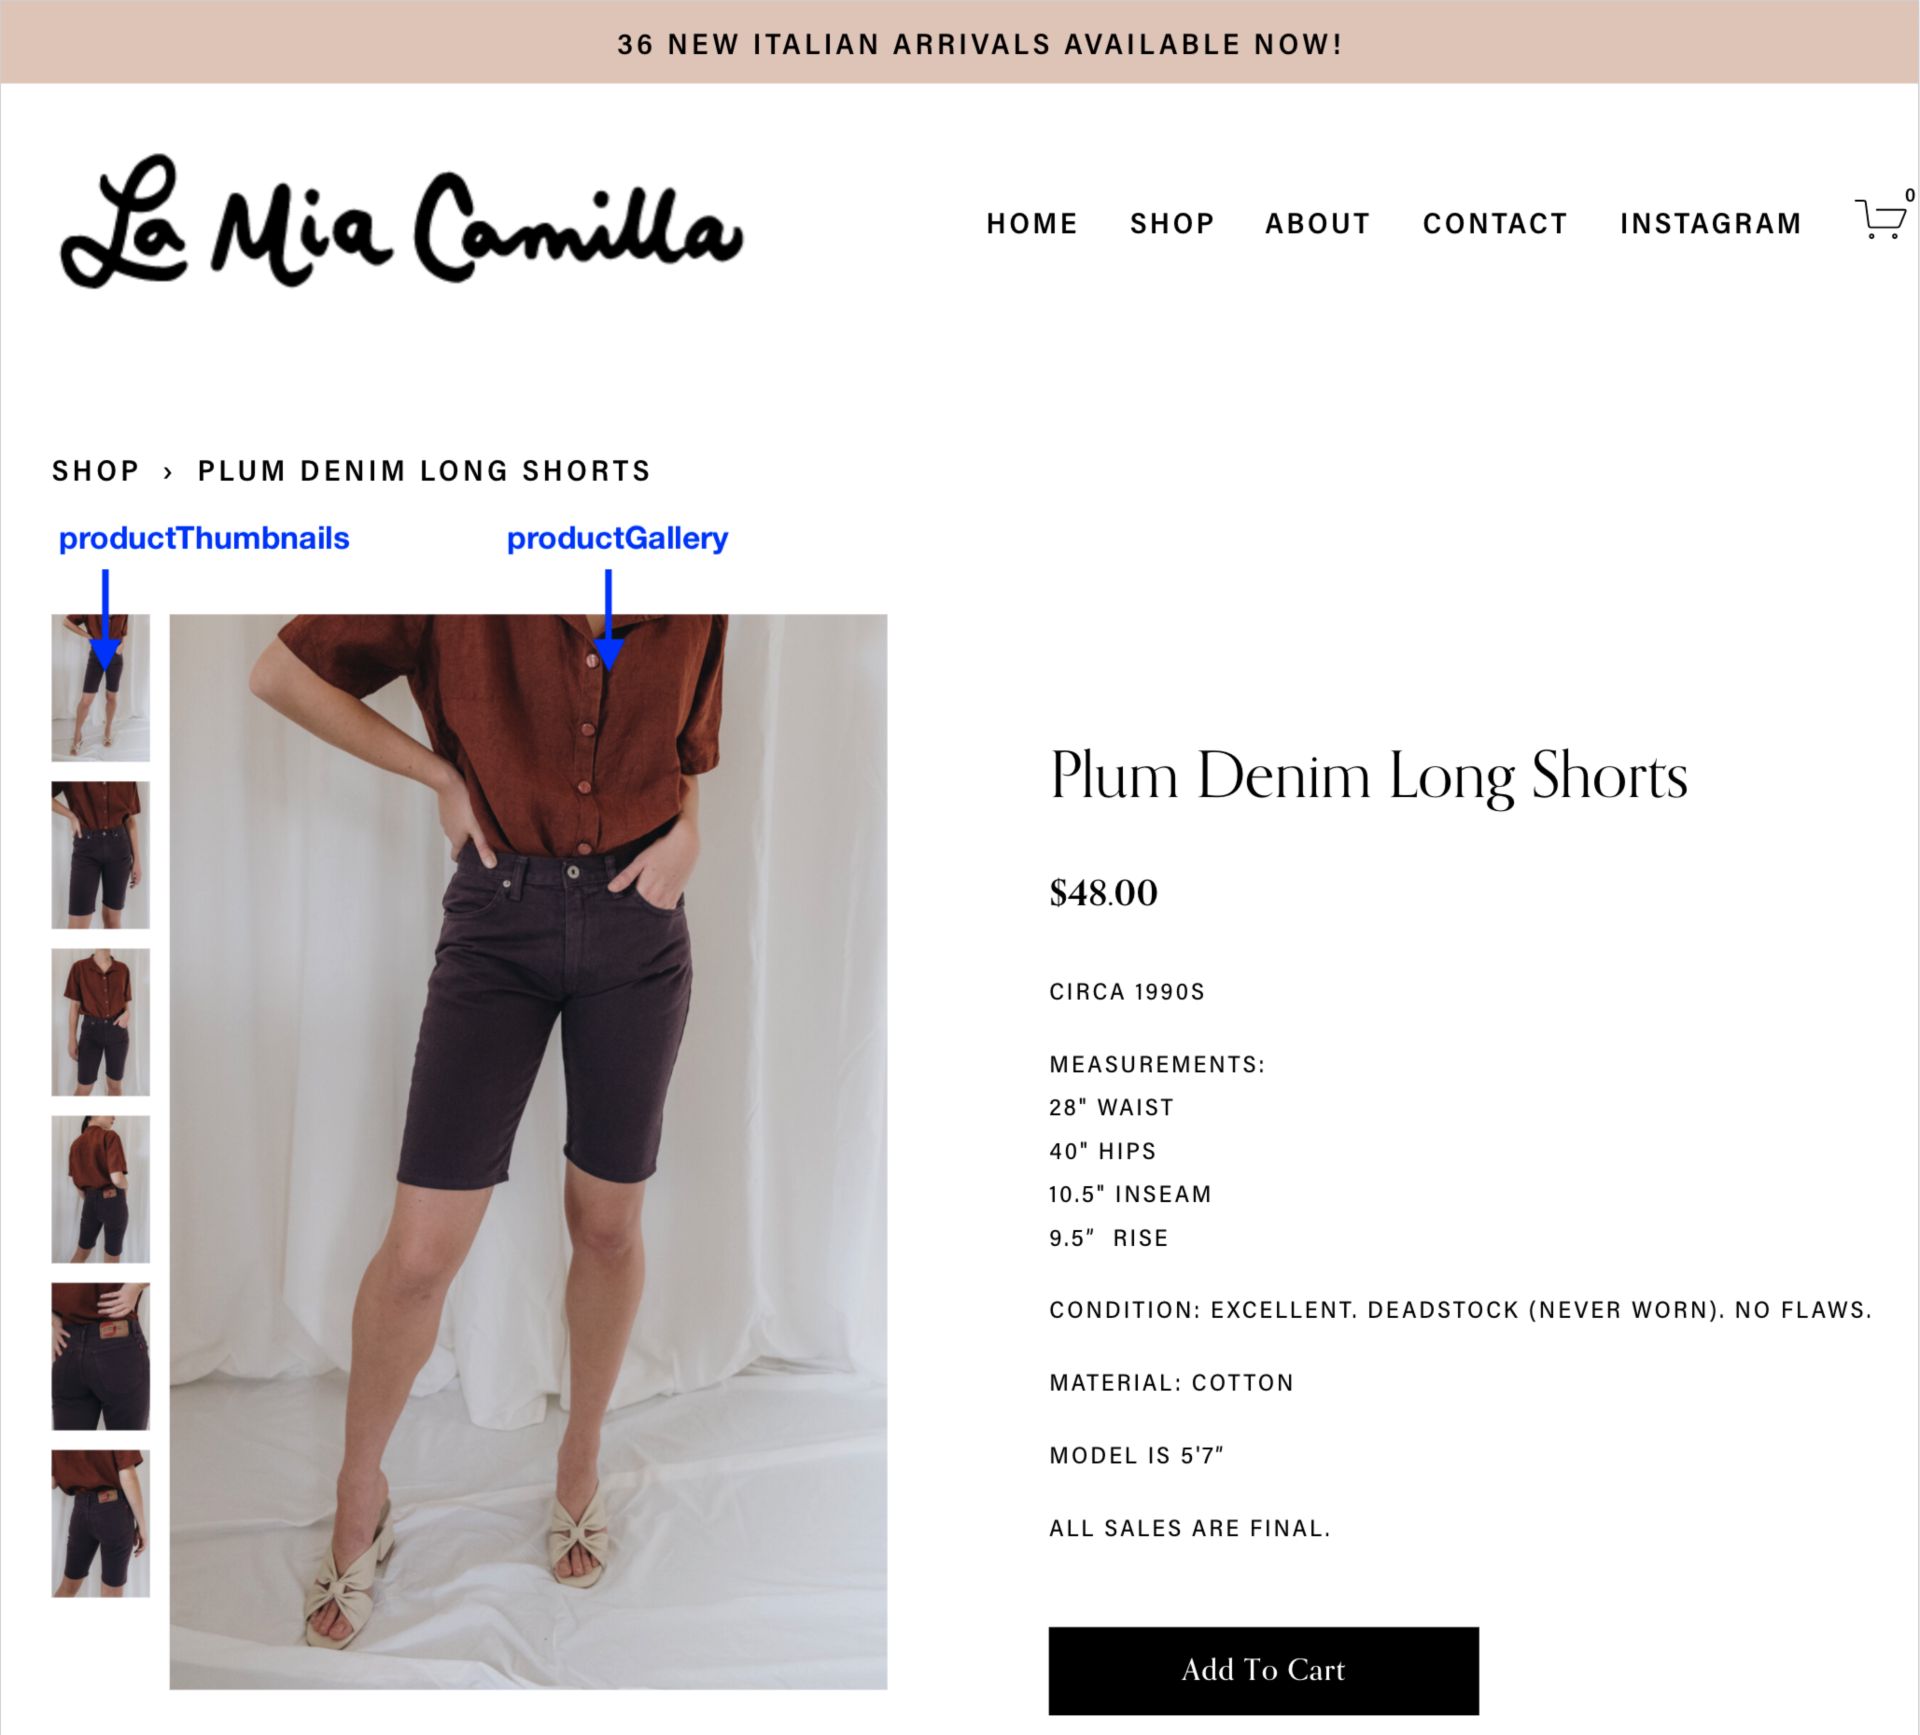 36 NEW ITALIAN ARRIVALS AVAILABLE NOW!
La Mia Camilla
HOME SHOP ABOUT CONTACT INSTAGRAM 0
SHOP › PLUM DENIM LONG SHORTS
productThumbnails productGallery
Plum Denim Long Shorts
$48.00
CIRCA 1990S
MEASUREMENTS:
28" WAIST
40" HIPS
10.5" INSEAM
9.5” RISE
CONDITION: EXCELLENT. DEADSTOCK (NEVER WORN). NO FLAWS.
MATERIAL: COTTON
MODEL IS 5'7”
ALL SALES ARE FINAL.
Add To Cart